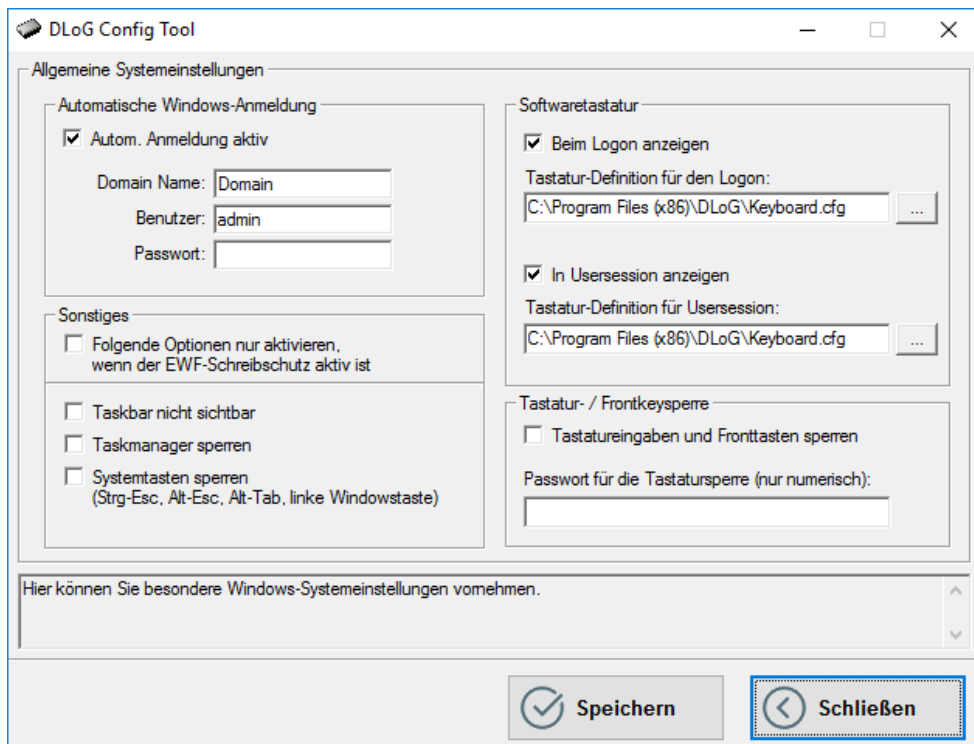 DLoG Config Tool
Allgemeine Systemeinstellungen
Automatische Windows-Anmeldung
Autom. Anmeldung aktiv
Domain Name: Domain
Benutzer: admin
Passwort:
Sonstiges
Folgende Optionen nur aktivieren,
wenn der EWF-Schreibschutz aktiv ist
Taskbar nicht sichtbar
Taskmanager sperren
Systemtasten sperren
(Strg-Esc, Alt-Esc, Alt-Tab, linke Windowstaste)
Softwaretastatur
Beim Logon anzeigen
Tastatur-Definition für den Logon:
C:\Program Files (x86)\DLoG\Keyboard.cfg ...
In Usersession anzeigen
Tastatur-Definition für Usersession:
C:\Program Files (x86)\DLoG\Keyboard.cfg ...
Tastatur- / Frontkeysperre
Tastatureingaben und Fronttasten sperren
Passwort für die Tastatursperre (nur numerisch):
Hier können Sie besondere Windows-Systemeinstellungen vornehmen.
Speichern
Schließen